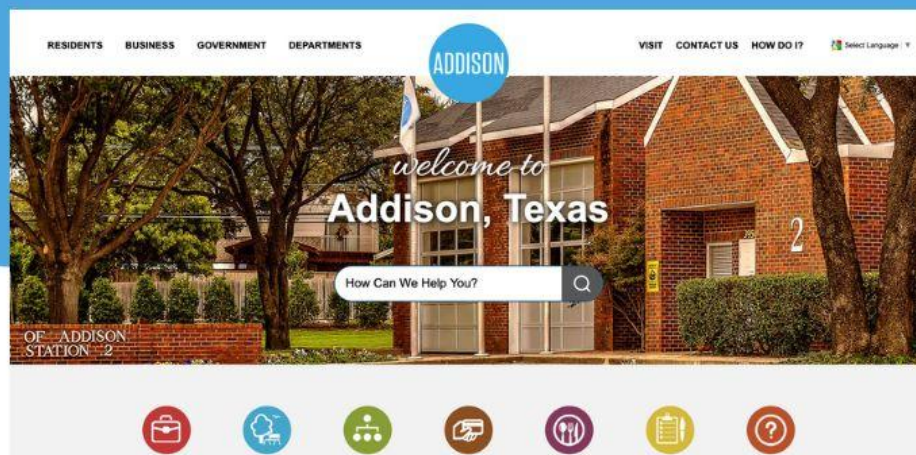 RESIDENTS BUSINESS GOVERNMENT DEPARTMENTS
ADDISON
VISIT CONTACT US HOW DO I?
Select Language
welcome to
Addison, Texas
2
How Can We Help You?
OF ADDISON
STATION 2